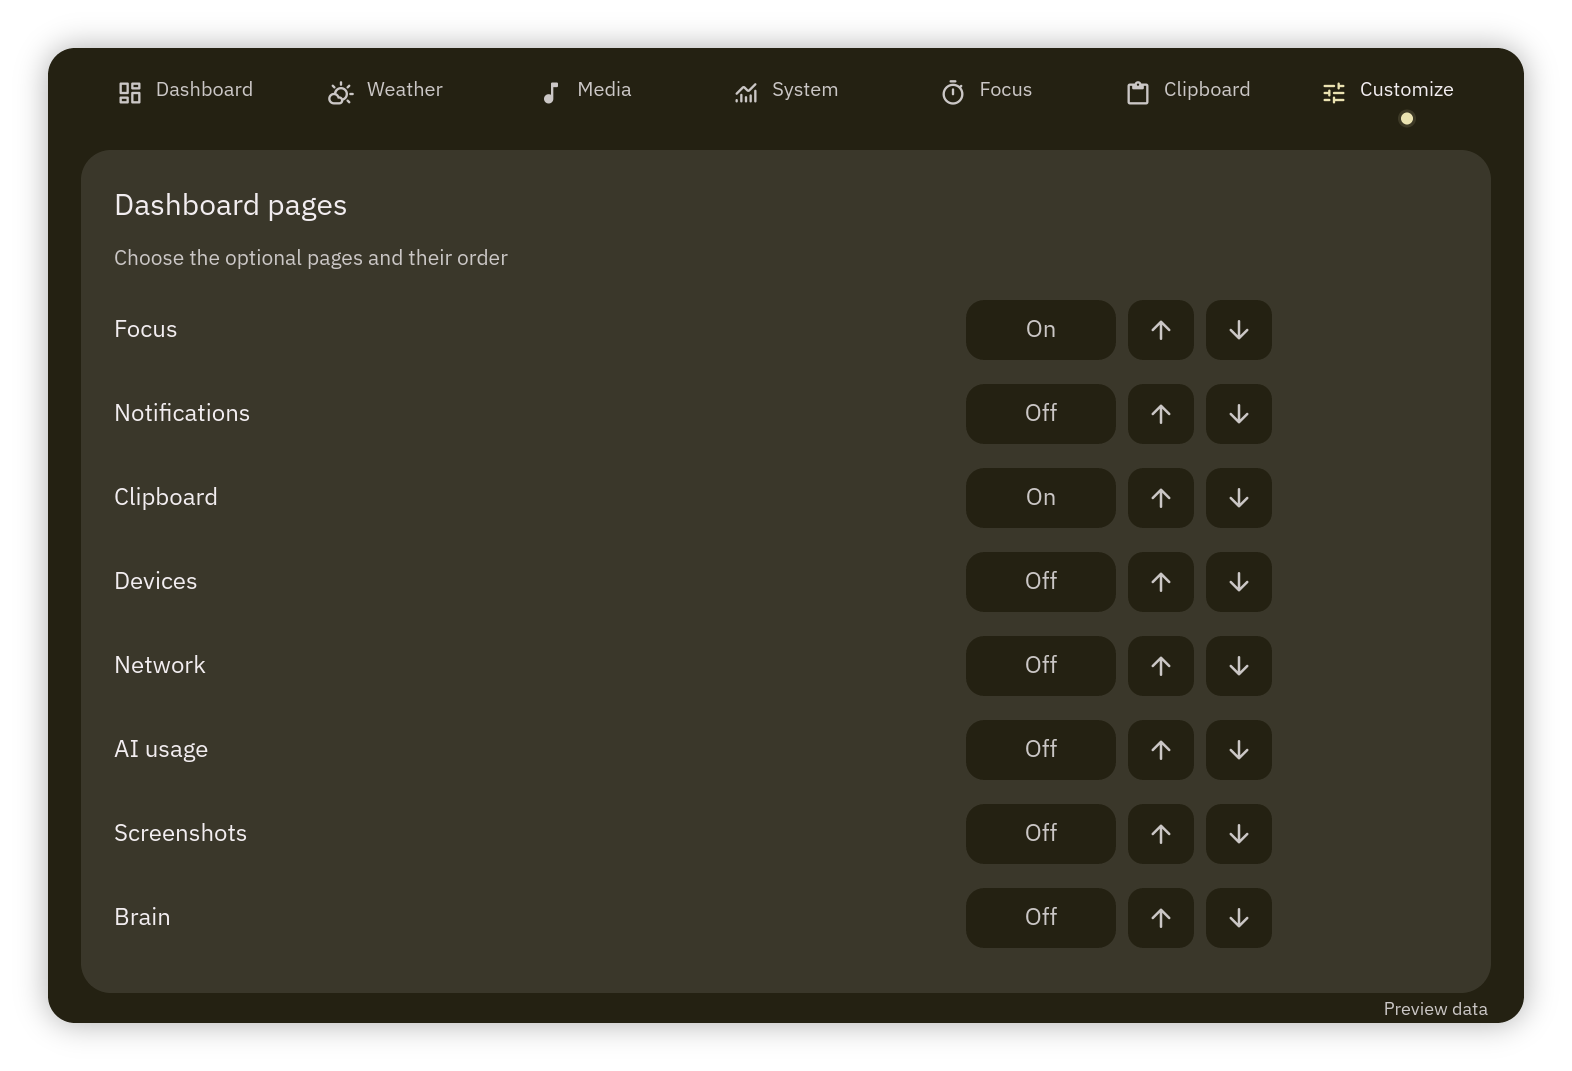 Dashboard
Weather
Media
System
Focus
Clipboard
Customize
Dashboard pages
Choose the optional pages and their order
Focus On
Notifications Off
Clipboard On
Devices Off
Network Off
AI usage Off
Screenshots Off
Brain Off
Preview data